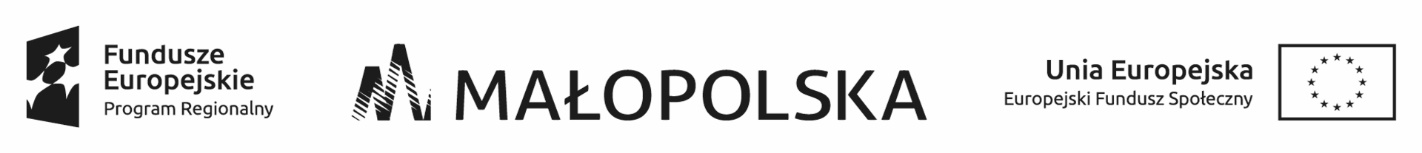 Fundusze
Europejskie
Program Regionalny
MAŁOPOLSKA
Unia Europejska
Europejski Fundusz Społeczny